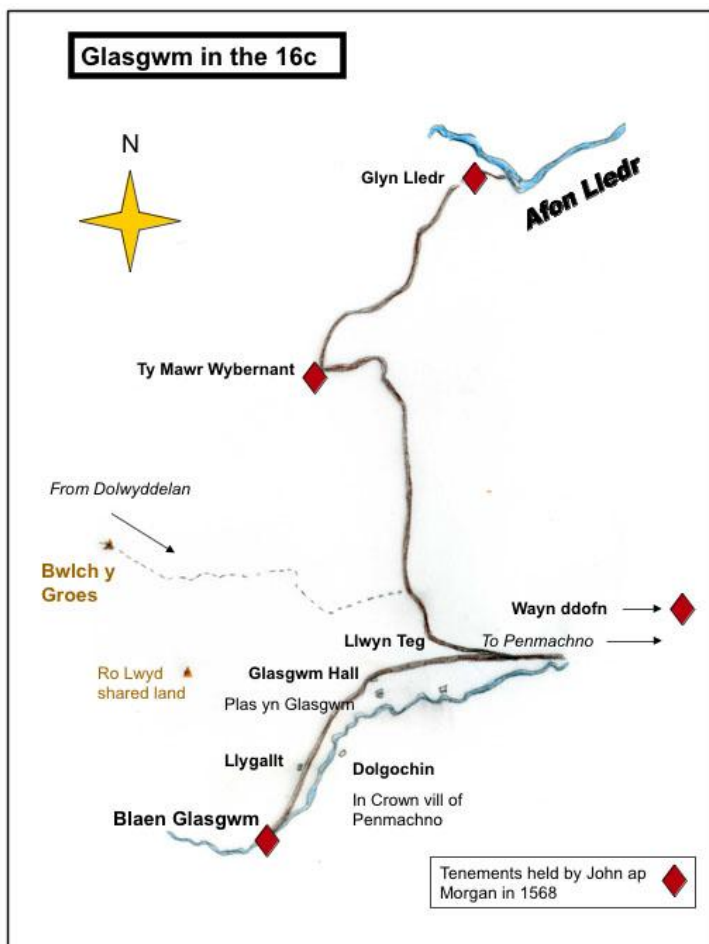 Glasgwm in the 16c
N
Glyn Lledr
Afon Lledr
Ty Mawr Wybernant
From Dolwyddelan
Bwlch y
Groes
Wayn ddofn
Llwyn Teg
To Penmachno
Ro Lwyd
shared land
Glasgwm Hall
Plas yn Glasgwm
Llygallt
Dolgochin
In Crown vill of
Penmachno
Blaen Glasgwm
Tenements held by John ap
Morgan in 1568